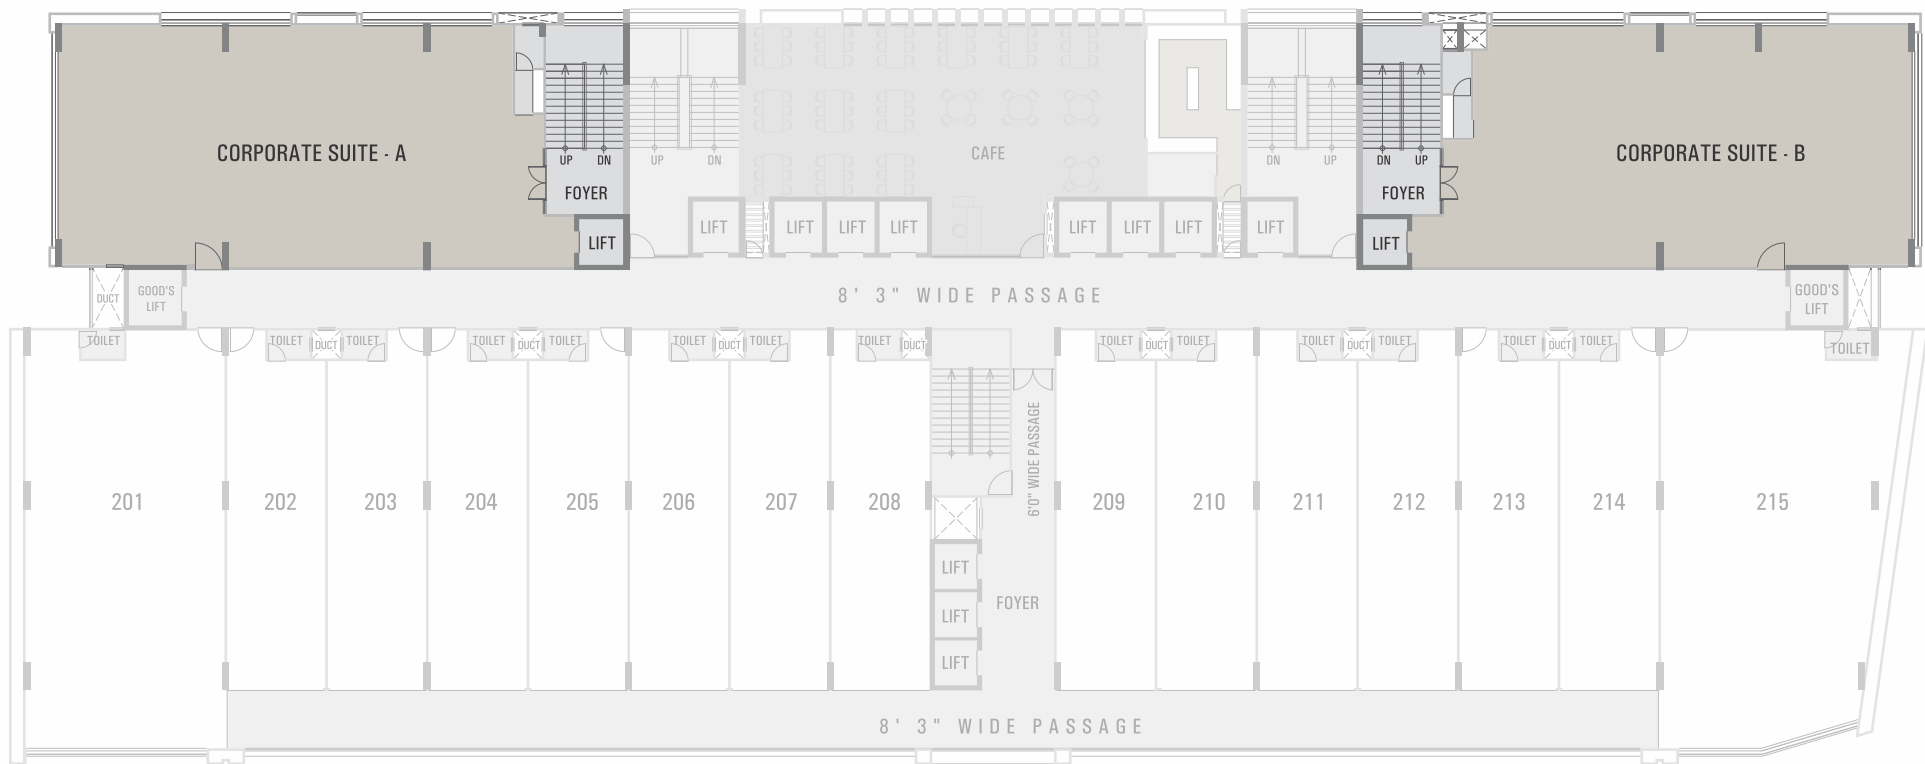 CORPORATE SUITE - A
UP DN
FOYER
LIFT
UP DN
LIFT
LIFT LIFT LIFT
CAFE
LIFT LIFT LIFT
LIFT
DN UP
DN UP
FOYER
LIFT
CORPORATE SUITE - B
DUCT
GOOD'S
LIFT
8' 3" WIDE PASSAGE
GOOD'S
LIFT
TOILET
TOILET DUCT TOILET
TOILET DUCT TOILET
TOILET DUCT TOILET
TOILET DUCT
TOILET DUCT TOILET
TOILET DUCT TOILET
TOILET DUCT TOILET
TOILET
6'0" WIDE PASSAGE
201 202 203 204 205 206 207 208 209 210 211 212 213 214 215
LIFT
LIFT
LIFT
FOYER
8' 3" WIDE PASSAGE